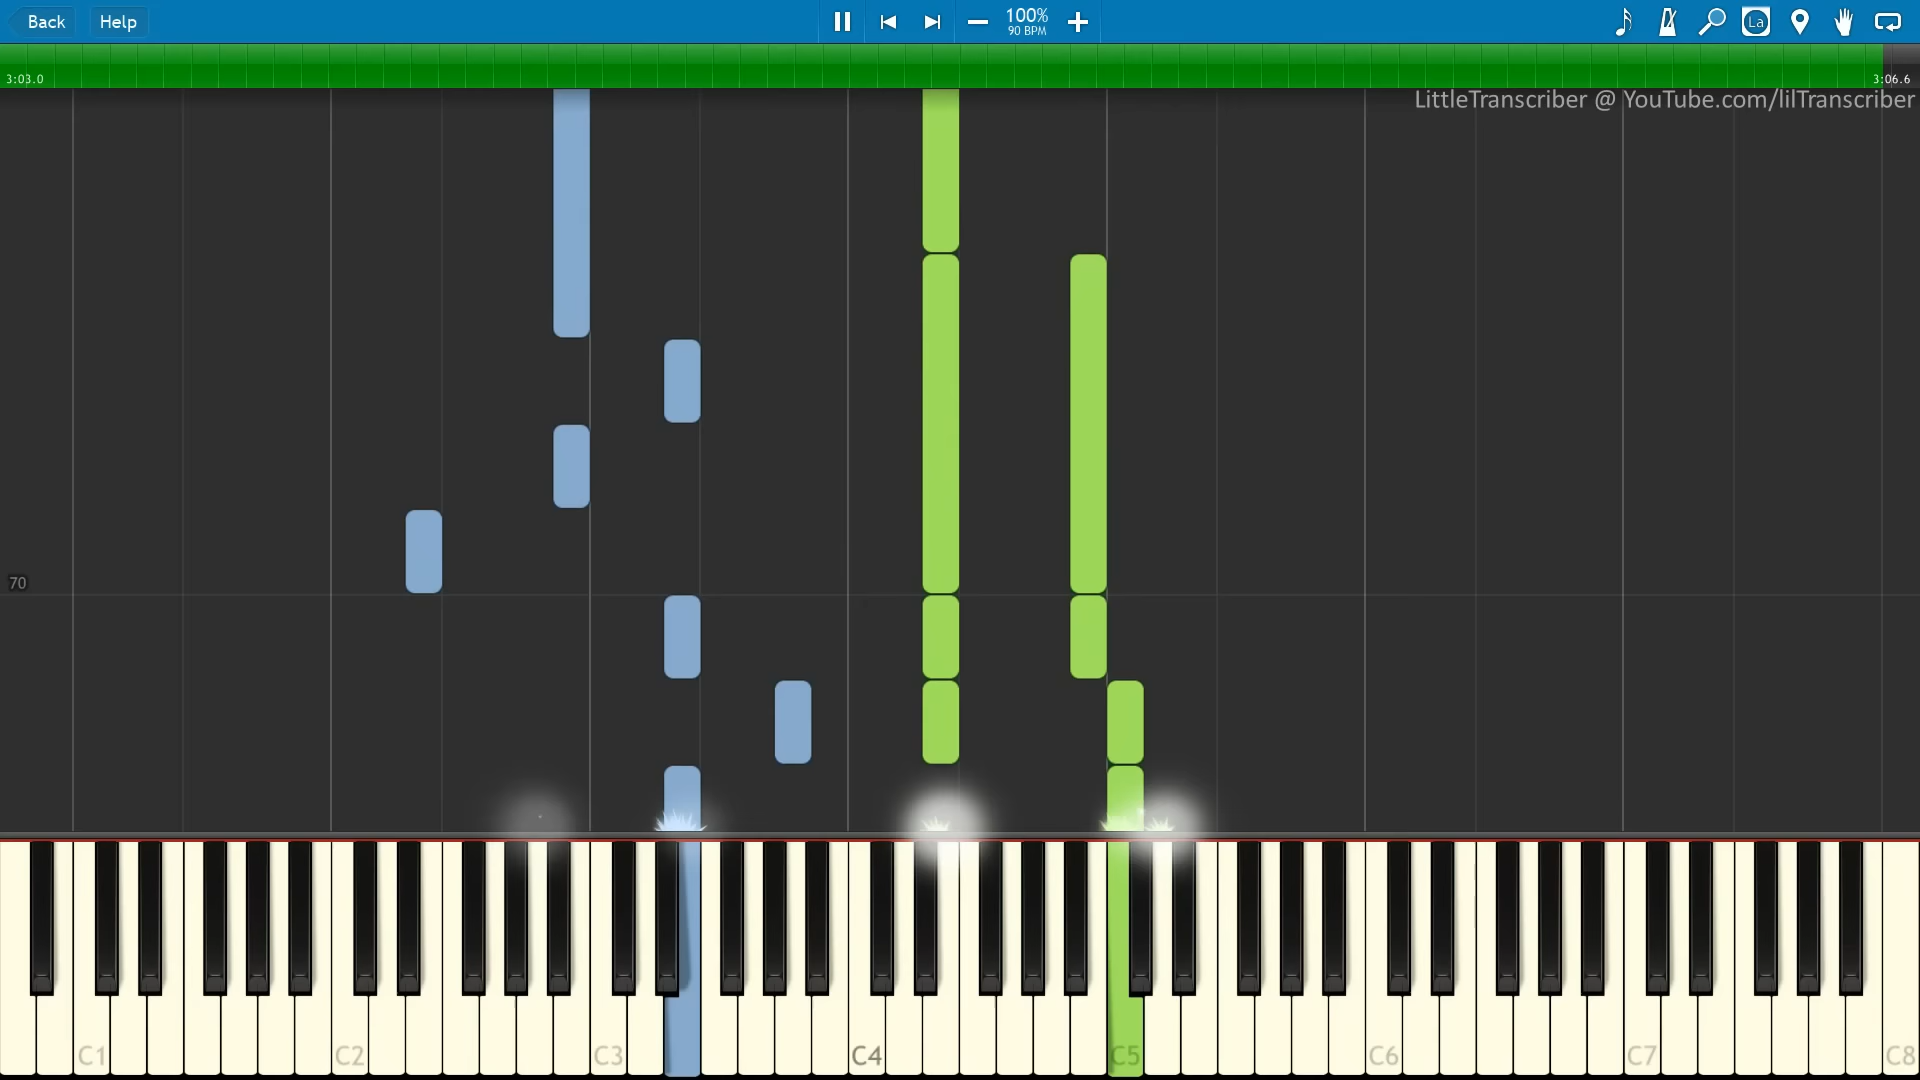 Back
Help
100%
90 BPM
La
3:03.0
3:06.6
LittleTranscriber @ YouTube.com/lilTranscriber
70
C1
C2
C3
C4
C5
C6
C7
C8